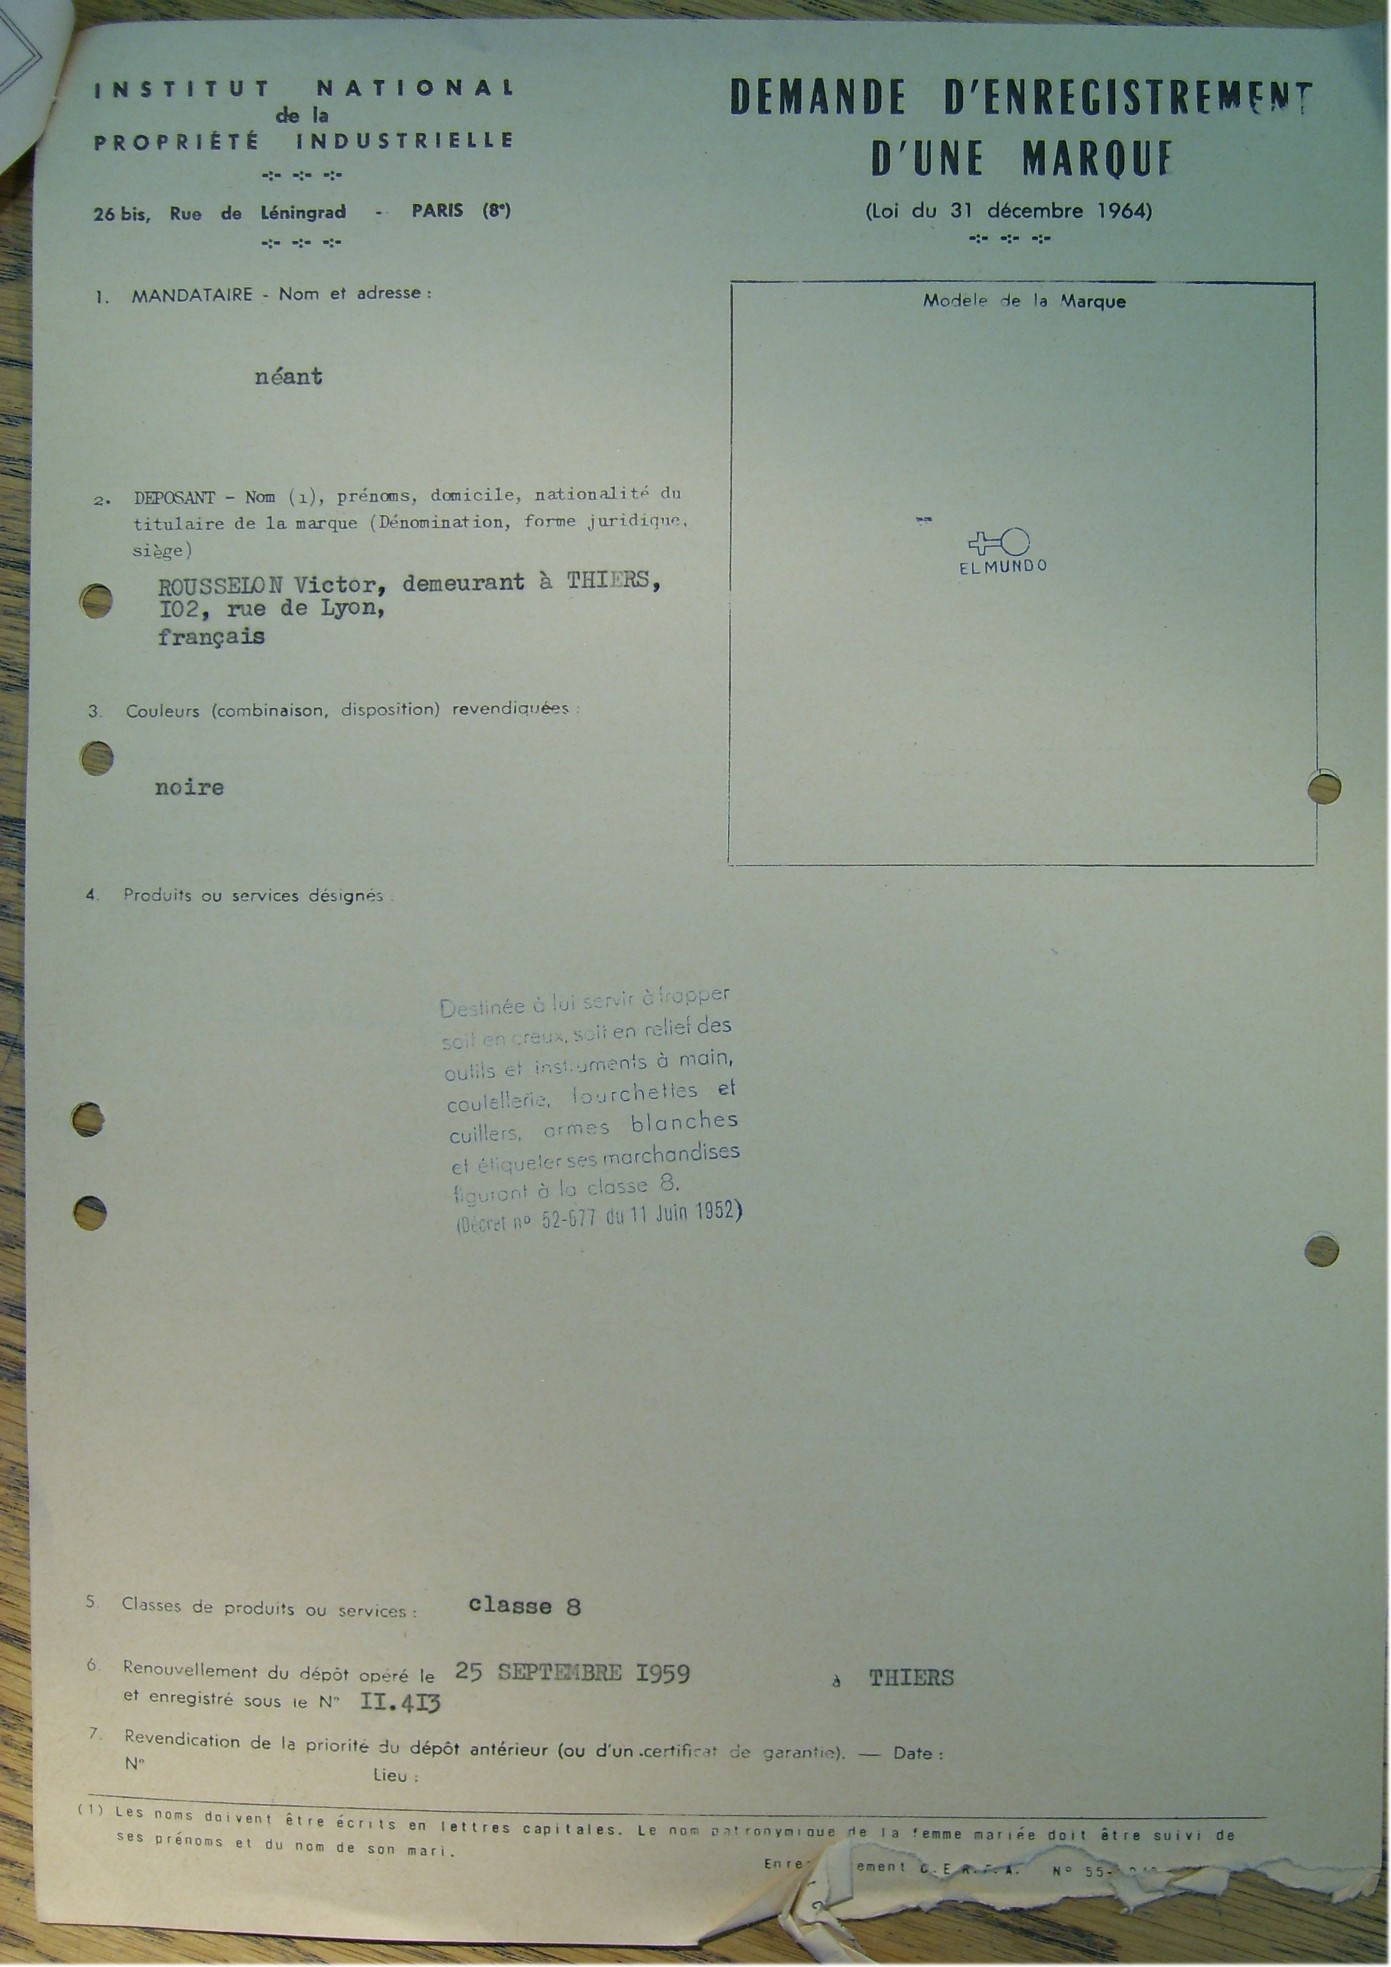 INSTITUT NATIONAL
de la
PROPRIÉTÉ INDUSTRIELLE
26 bis, Rue de Léningrad - PARIS (8e)
DEMANDE D'ENREGISTREMENT
D'UNE MARQUE
(Loi du 31 décembre 1964)
1. MANDATAIRE - Nom et adresse :
néant
Modele de la Marque
EL MUNDO
2. DEPOSANT - Nom (1), prénoms, domicile, nationalité du
titulaire de la marque (Dénomination, forme juridique,
siège)
ROUSSELON Victor, demeurant à THIERS,
I02, rue de Lyon,
français
3. Couleurs (combinaison, disposition) revendiquées :
noire
4. Produits ou services désignés :
Destinée à lui servir à frapper
soit en creux, soit en relief des
outils et instruments à main,
coutellerie, fourchettes et
cuillers, armes blanches
et étiqueter ses marchandises
figurant à la classe 8.
(Décret nº 52-677 du 11 Juin 1952)
5. Classes de produits ou services : classe 8
6. Renouvellement du dépôt opéré le 25 SEPTEMBRE I959 à THIERS
et enregistré sous le Nº II.4I3
7. Revendication de la priorité du dépôt antérieur (ou d'un certificat de garantie). — Date :
Nº Lieu :
(1) Les noms doivent être écrits en lettres capitales. Le nom patronymique de la femme mariée doit être suivi de
ses prénoms et du nom de son mari.
C.E.R.F.A. Nº 55-